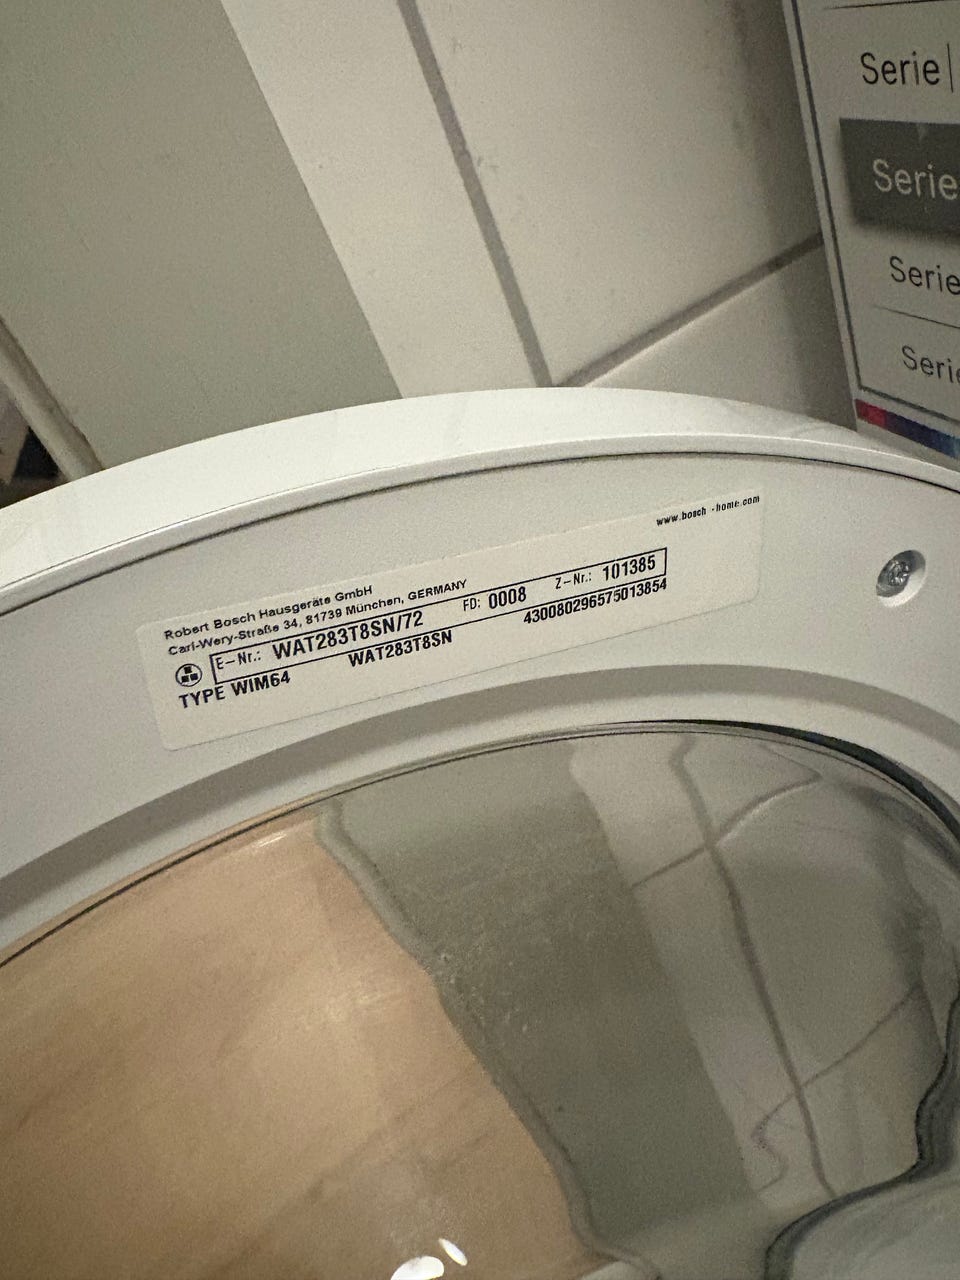 Serie
Serie
Serie
Serie
www.bosch-home.com
Robert Bosch Hausgeräte GmbH
Carl-Wery-Straße 34, 81739 München, GERMANY
E-Nr.: WAT283T8SN/72 FD: 0008 Z-Nr.: 101385
TYPE WIM64 WAT283T8SN 430080296575013854